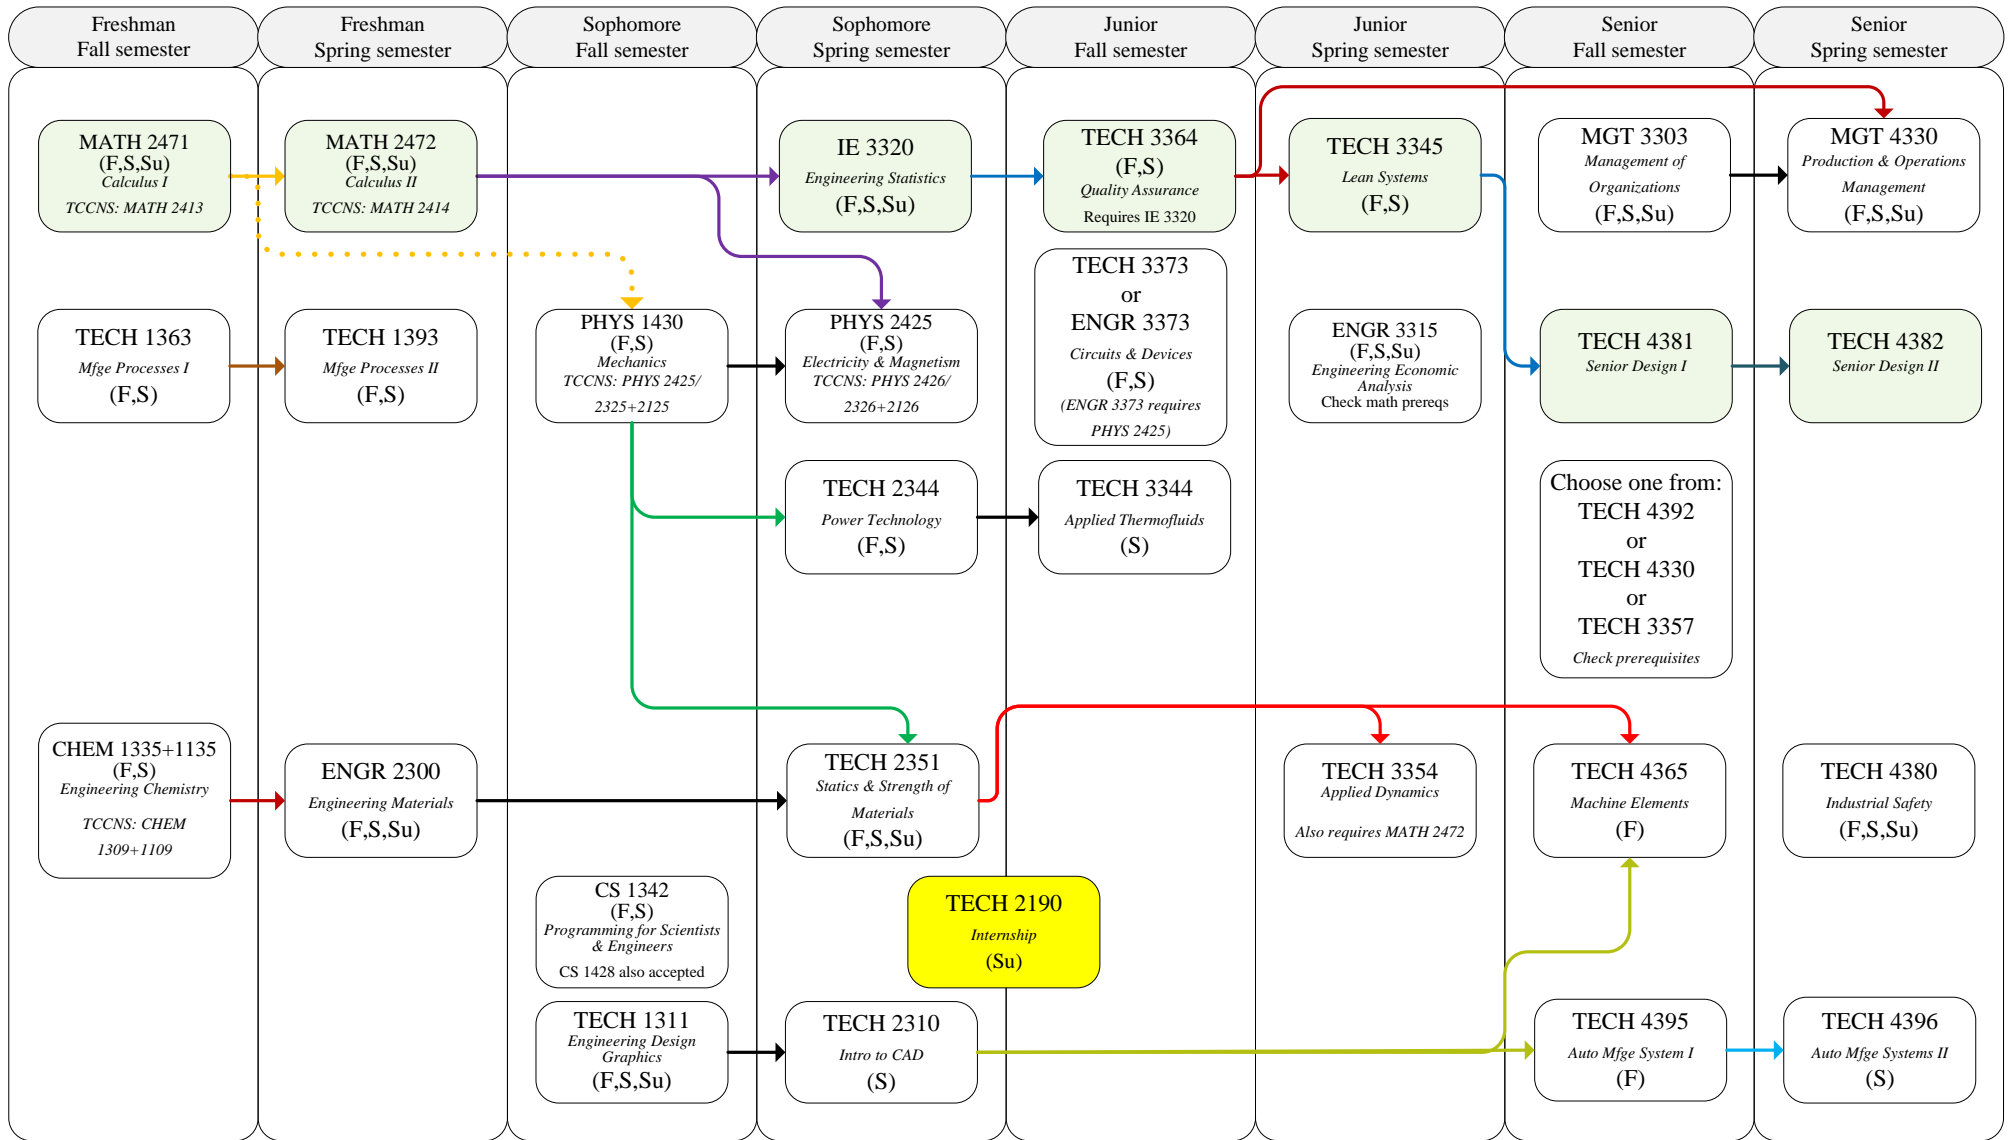 Freshman
Fall semester
Freshman
Spring semester
Sophomore
Fall semester
Sophomore
Spring semester
Junior
Fall semester
Junior
Spring semester
Senior
Fall semester
Senior
Spring semester
MATH 2471
(F,S,Su)
Calculus I
TCCNS: MATH 2413
MATH 2472
(F,S,Su)
Calculus II
TCCNS: MATH 2414
IE 3320
Engineering Statistics
(F,S,Su)
TECH 3364
(F,S)
Quality Assurance
Requires IE 3320
TECH 3345
Lean Systems
(F,S)
MGT 3303
Management of
Organizations
(F,S,Su)
MGT 4330
Production & Operations
Management
(F,S,Su)
TECH 1363
Mfge Processes I
(F,S)
TECH 1393
Mfge Processes II
(F,S)
PHYS 1430
(F,S)
Mechanics
TCCNS: PHYS 2425/
2325+2125
PHYS 2425
(F,S)
Electricity & Magnetism
TCCNS: PHYS 2426/
2326+2126
TECH 3373
or
ENGR 3373
Circuits & Devices
(F,S)
(ENGR 3373 requires
PHYS 2425)
ENGR 3315
(F,S,Su)
Engineering Economic
Analysis
Check math prereqs
TECH 4381
Senior Design I
TECH 4382
Senior Design II
TECH 2344
Power Technology
(F,S)
TECH 3344
Applied Thermofluids
(S)
Choose one from:
TECH 4392
or
TECH 4330
or
TECH 3357
Check prerequisites
CHEM 1335+1135
(F,S)
Engineering Chemistry
TCCNS: CHEM
1309+1109
ENGR 2300
Engineering Materials
(F,S,Su)
TECH 2351
Statics & Strength of
Materials
(F,S,Su)
TECH 3354
Applied Dynamics
Also requires MATH 2472
TECH 4365
Machine Elements
(F)
TECH 4380
Industrial Safety
(F,S,Su)
CS 1342
(F,S)
Programming for Scientists
& Engineers
CS 1428 also accepted
TECH 2190
Internship
(Su)
TECH 1311
Engineering Design
Graphics
(F,S,Su)
TECH 2310
Intro to CAD
(S)
TECH 4395
Auto Mfge System I
(F)
TECH 4396
Auto Mfge Systems II
(S)